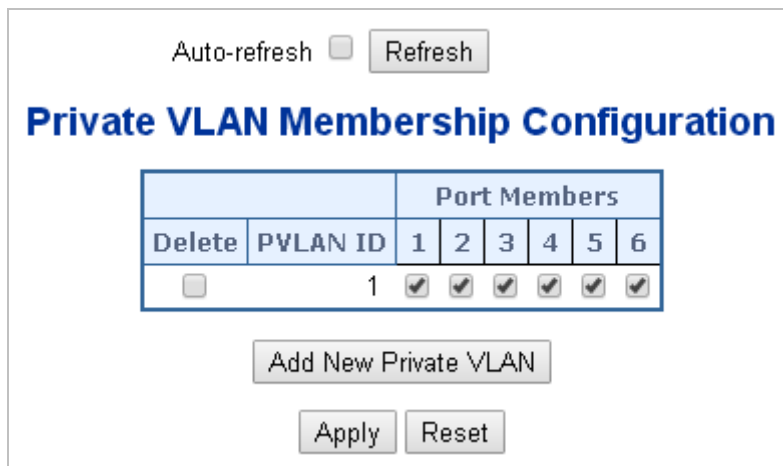 Auto-refresh Refresh
Private VLAN Membership Configuration
Port Members
Delete PVLAN ID 1 2 3 4 5 6
1
Add New Private VLAN
Apply Reset